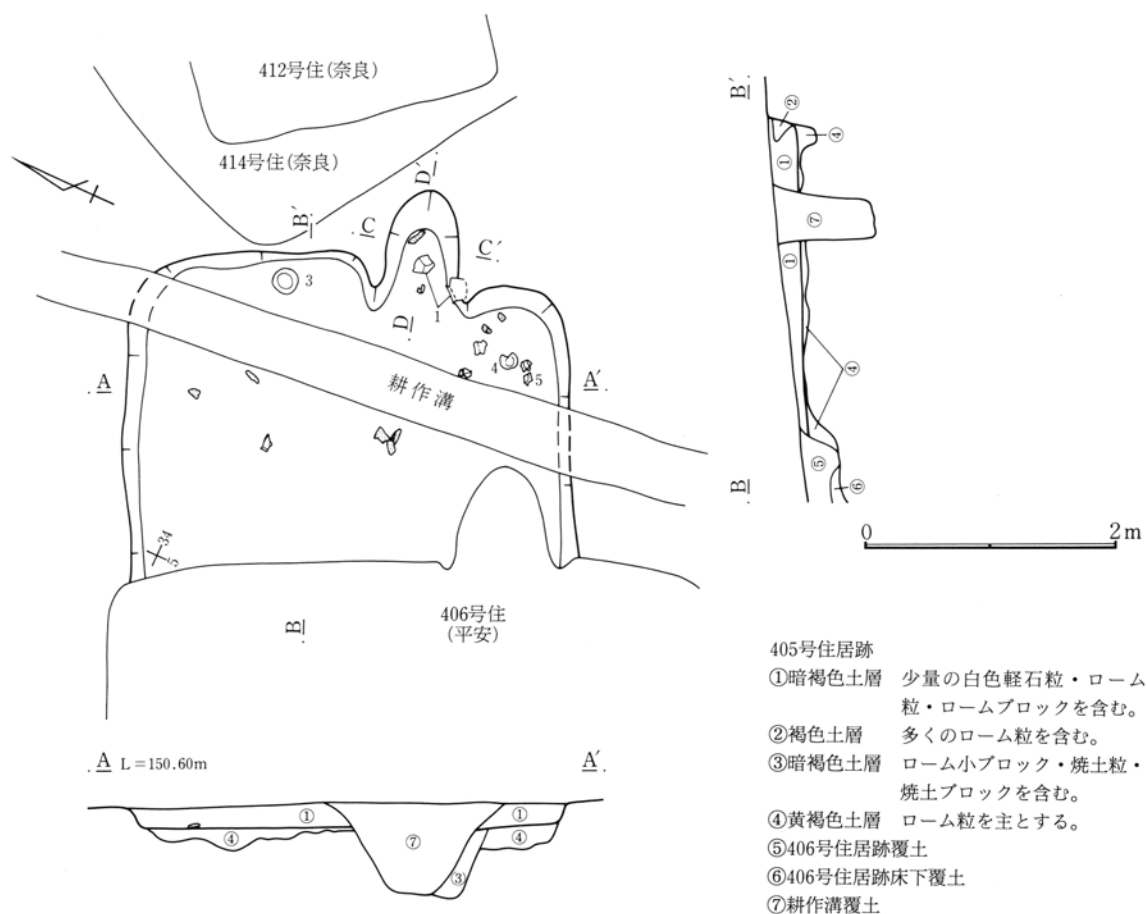 412号住(奈良)
414号住(奈良)
B′
C
D′
C′
3
1
D
4
5
A
A′
耕作溝
34
5
B
406号住
(平安)
A L=150.60m A′
① ①
④ ④
⑦
③
B′
②
④
①
⑦
①
④
⑤
⑥
B
0 2m
405号住居跡
①暗褐色土層 少量の白色軽石粒・ローム
粒・ロームブロックを含む。
②褐色土層 多くのローム粒を含む。
③暗褐色土層 ローム小ブロック・焼土粒・
焼土ブロックを含む。
④黄褐色土層 ローム粒を主とする。
⑤406号住居跡覆土
⑥406号住居跡床下覆土
⑦耕作溝覆土